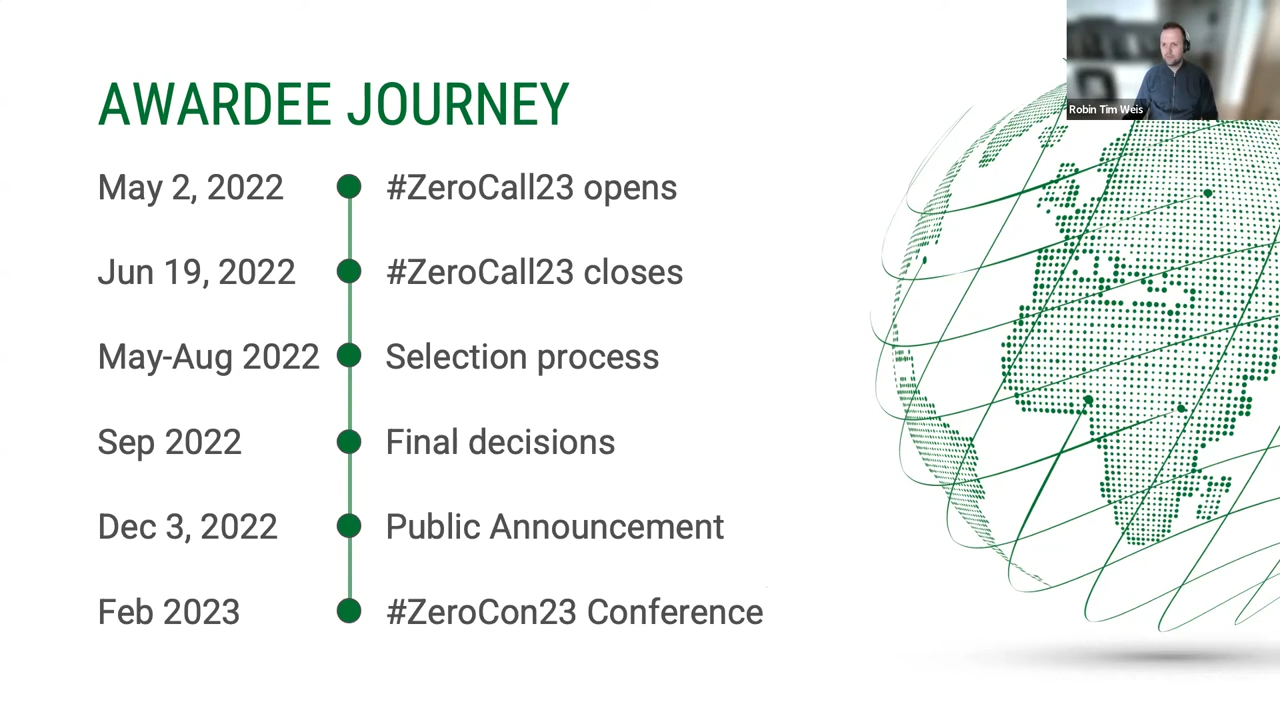 AWARDEE JOURNEY
May 2, 2022 #ZeroCall23 opens
Jun 19, 2022 #ZeroCall23 closes
May-Aug 2022 Selection process
Sep 2022 Final decisions
Dec 3, 2022 Public Announcement
Feb 2023 #ZeroCon23 Conference
Robin Tim Weis